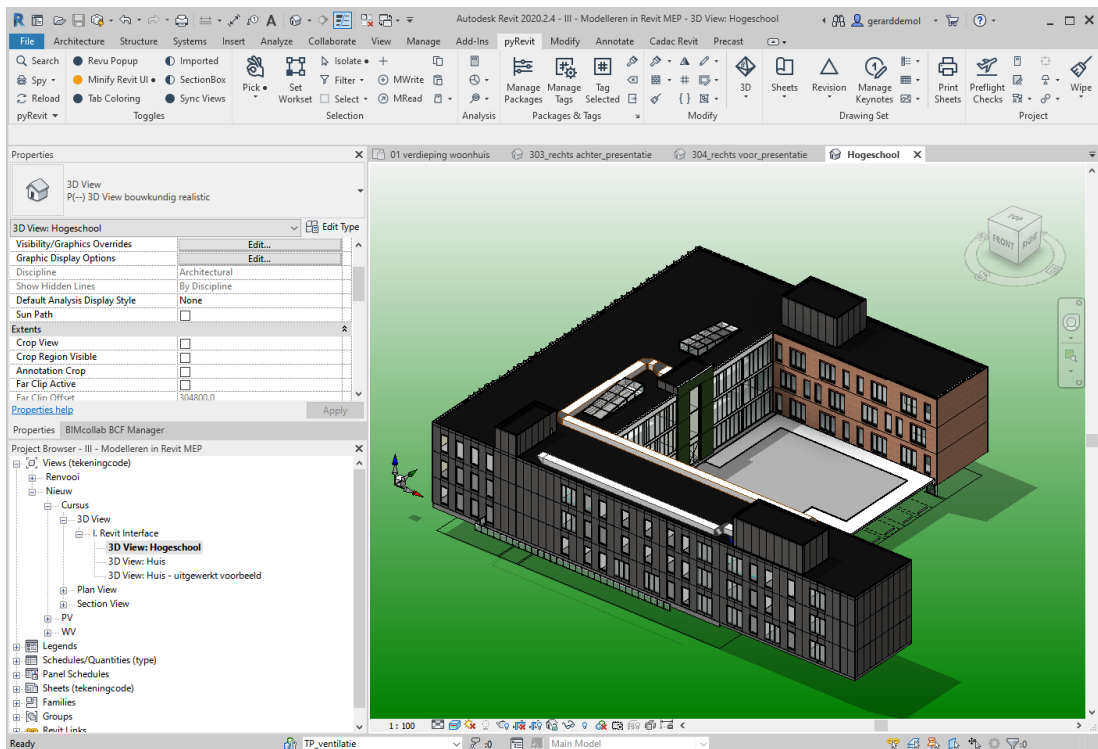 Autodesk Revit 2020.2.4 - III - Modelleren in Revit MEP - 3D View: Hogeschool
gerarddemol
File Architecture Structure Systems Insert Analyze Collaborate View Manage Add-Ins pyRevit Modify Annotate Cadac Revit Precast
Search Revu Popup Imported Isolate
Spy Minify Revit UI SectionBox Filter MWrite
Reload Tab Coloring Sync Views Select MRead
Pick Set Workset
Manage Packages Manage Tags Tag Selected
3D Sheets Revision Manage Keynotes Print Sheets Preflight Checks Wipe
pyRevit Toggles Selection Analysis Packages & Tags Modify Drawing Set Project
Properties
3D View
P(--) 3D View bouwkundig realistic
3D View: Hogeschool Edit Type
Visibility/Graphics Overrides Edit...
Graphic Display Options Edit...
Discipline Architectural
Show Hidden Lines By Discipline
Default Analysis Display Style None
Sun Path
Extents
Crop View
Crop Region Visible
Annotation Crop
Far Clip Active
Far Clip Offset 304800.0
Properties help Apply
Properties BIMcollab BCF Manager
Project Browser - III - Modelleren in Revit MEP
Views (tekeningcode)
Renvooi
Nieuw
Cursus
3D View
I. Revit Interface
3D View: Hogeschool
3D View: Huis
3D View: Huis - uitgewerkt voorbeeld
Plan View
Section View
PV
WV
Legends
Schedules/Quantities (type)
Panel Schedules
Sheets (tekeningcode)
Families
Groups
Revit Links
01 verdieping woonhuis 303_rechts achter_presentatie 304_rechts voor_presentatie Hogeschool
TOP
FRONT RIGHT
1 : 100
Ready TP_ventilatie :0 Main Model :0